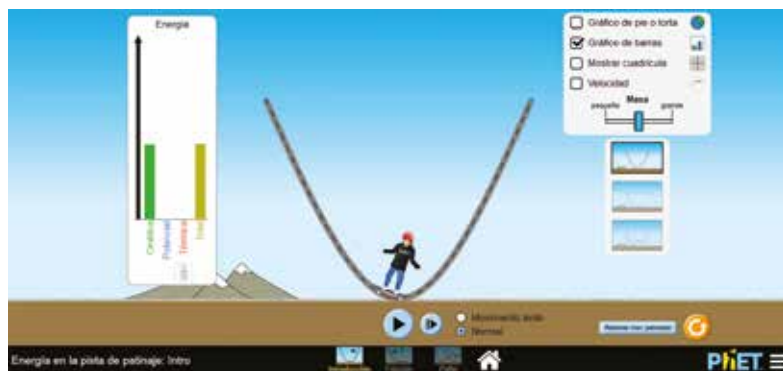 Energía
Cinética
Potencial
Térmica
Total
Gráfico de pie o torta
Gráfico de barras
Mostrar cuadrícula
Velocidad
Masa
pequeño
grande
Movimiento lento
Normal
Energía en la pista de patinaje: Intro
PhET